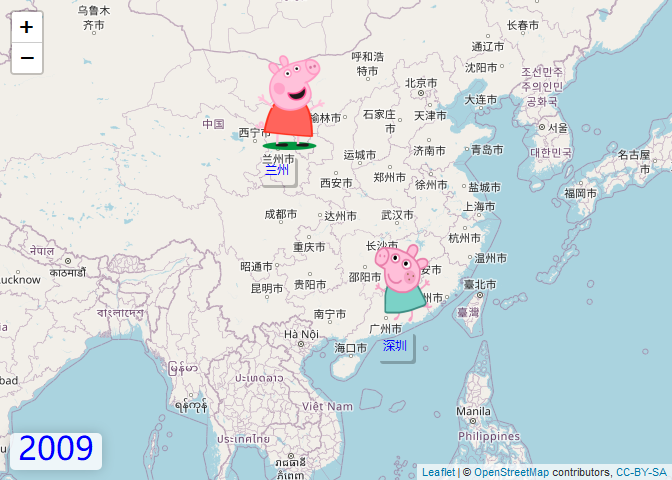 +
−
乌鲁木
齐市
长春市
通辽市
呼和浩
特市
沈阳市
北京市
조선민주
주의인민
공화국
大连市
榆林市
石家庄
市
天津市
中国
西宁市
서울
대한민국
济南市
青岛市
兰州市
运城市
名古屋
市
兰州
西安市
郑州市
徐州市
盐城市
福岡市
成都市
达州市
武汉市
上海市
杭州市
नेपाल
काठमाडौँ
重庆市
长沙市
温州市
昭通市
邵阳市
安市
Lucknow
昆明市
贵阳市
州市
臺北市
বাংলাদেশ
南宁市
臺灣
广州市
Hà Nội
海口市
深圳
မြန်မာ
ປະເທດລາວ
bad
ရန်ကုန်
Việt Nam
Manila
ประเทศไทย
Philippines
2009
Leaflet | © OpenStreetMap contributors, CC-BY-SA